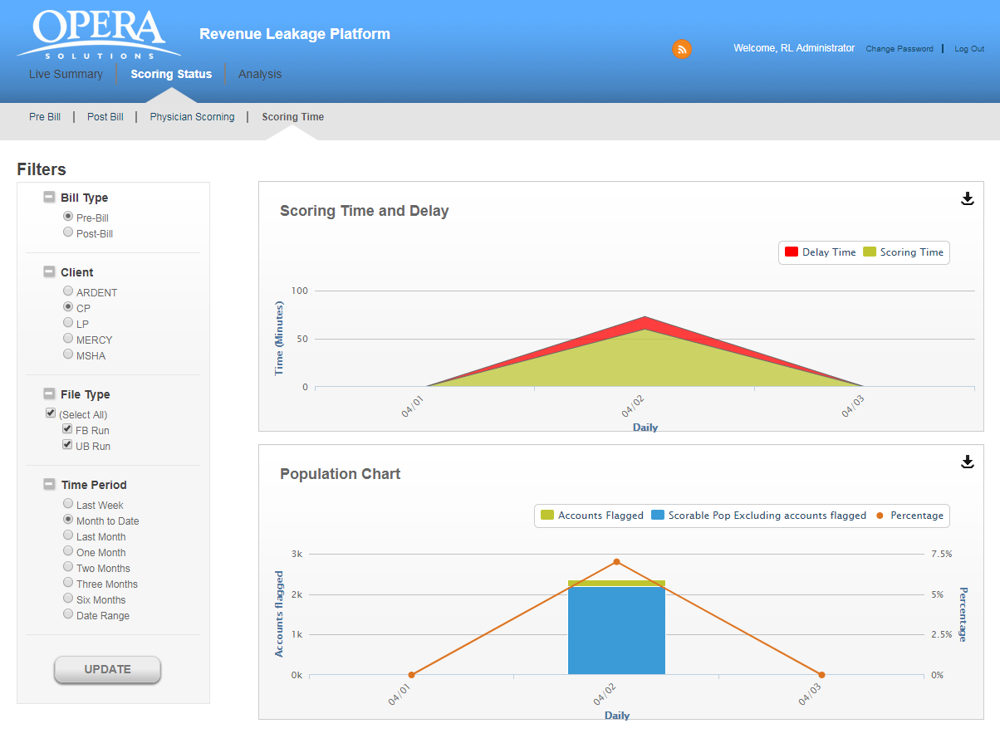 OPERA
SOLUTIONS
Revenue Leakage Platform
Welcome, RL Administrator
Change Password | Log Out
Live Summary
Scoring Status
Analysis
Pre Bill | Post Bill | Physician Scorning | Scoring Time
Filters
Bill Type
Pre-Bill
Post-Bill
Client
ARDENT
CP
LP
MERCY
MSHA
File Type
(Select All)
FB Run
UB Run
Time Period
Last Week
Month to Date
Last Month
One Month
Two Months
Three Months
Six Months
Date Range
UPDATE
Scoring Time and Delay
Delay Time Scoring Time
Time (Minutes)
100
50
0
04/01
04/02
04/03
Daily
Population Chart
Accounts Flagged Scorable Pop Excluding accounts flagged Percentage
Accounts flagged
3k
2k
1k
0k
7.5%
5%
2.5%
0%
Percentage
04/01
04/02
04/03
Daily